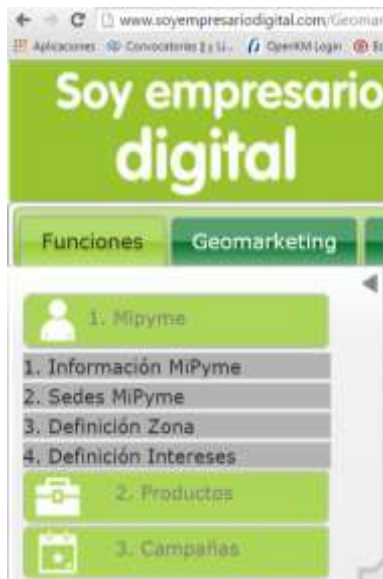 www.soyempresariodigital.com/Geomar
Aplicaciones Convocatorias OpenKM Login
Soy empresario
digital
Funciones Geomarketing
1. Mipyme
1. Información MiPyme
2. Sedes MiPyme
3. Definición Zona
4. Definición Intereses
2. Productos
3. Campañas